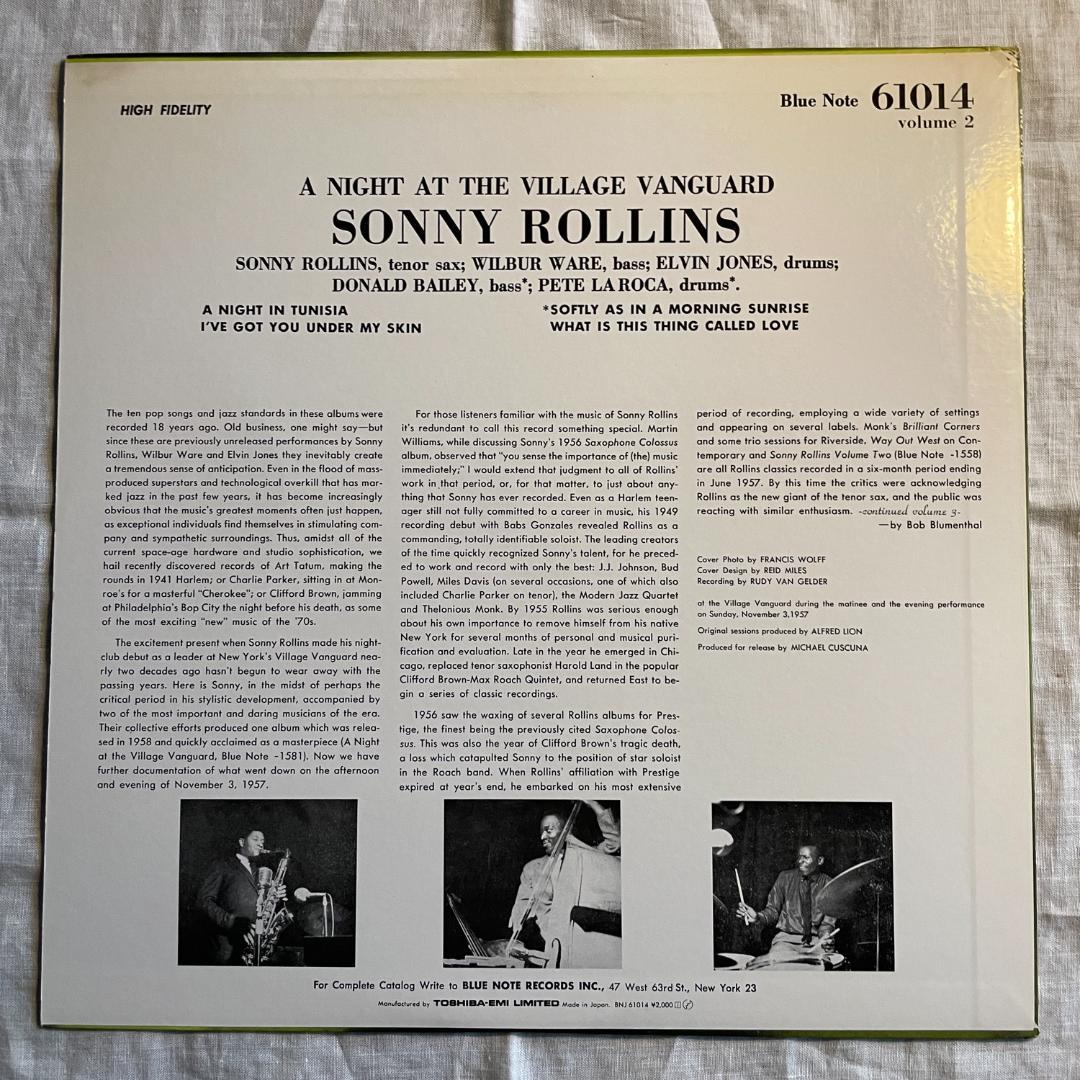 HIGH FIDELITY
Blue Note 61014
volume 2
A NIGHT AT THE VILLAGE VANGUARD
SONNY ROLLINS
SONNY ROLLINS, tenor sax; WILBUR WARE, bass; ELVIN JONES, drums;
DONALD BAILEY, bass*; PETE LA ROCA, drums*.
A NIGHT IN TUNISIA
I'VE GOT YOU UNDER MY SKIN
*SOFTLY AS IN A MORNING SUNRISE
WHAT IS THIS THING CALLED LOVE
The ten pop songs and jazz standards in these albums were
recorded 18 years ago. Old business, one might say—but
since these are previously unreleased performances by Sonny
Rollins, Wilbur Ware and Elvin Jones they inevitably create
a tremendous sense of anticipation. Even in the flood of mass-
produced superstars and technological overkill that has mar-
ked jazz in the past few years, it has become increasingly
obvious that the music's greatest moments often just happen,
as exceptional individuals find themselves in stimulating com-
pany and sympathetic surroundings. Thus, amidst all of the
current space-age hardware and studio sophistication, we
hail recently discovered records of Art Tatum, making the
rounds in 1941 Harlem; or Charlie Parker, sitting in at Mon-
roe's for a masterful "Cherokee"; or Clifford Brown, jamming
at Philadelphia's Bop City the night before his death, as some
of the most exciting "new" music of the '70s.
The excitement present when Sonny Rollins made his night-
club debut as a leader at New York's Village Vanguard nea-
rly two decades ago hasn't begun to wear away with the
passing years. Here is Sonny, in the midst of perhaps the
critical period in his stylistic development, accompanied by
two of the most important and daring musicians of the era.
Their collective efforts produced one album which was relea-
sed in 1958 and quickly acclaimed as a masterpiece (A Night
at the Village Vanguard, Blue Note -1581). Now we have
further documentation of what went down on the afternoon
and evening of November 3, 1957.
For those listeners familiar with the music of Sonny Rollins
it's redundant to call this record something special. Martin
Williams, while discussing Sonny's 1956 Saxophone Colossus
album, observed that "you sense the importance of (the) music
immediately;" I would extend that judgment to all of Rollins'
work in that period, or, for that matter, to just about any-
thing that Sonny has ever recorded. Even as a Harlem teen-
ager still not fully committed to a career in music, his 1949
recording debut with Babs Gonzales revealed Rollins as a
commanding, totally identifiable soloist. The leading creators
of the time quickly recognized Sonny's talent, for he preced-
ed to work and record with only the best: J.J. Johnson, Bud
Powell, Miles Davis (on several occasions, one of which also
included Charlie Parker on tenor), the Modern Jazz Quartet
and Thelonious Monk. By 1955 Rollins was serious enough
about his own importance to remove himself from his native
New York for several months of personal and musical puri-
fication and evaluation. Late in the year he emerged in Chi-
cago, replaced tenor saxophonist Harold Land in the popular
Clifford Brown-Max Roach Quintet, and returned East to be-
gin a series of classic recordings.
1956 saw the waxing of several Rollins albums for Pres-
tige, the finest being the previously cited Saxophone Colos-
sus. This was also the year of Clifford Brown's tragic death,
a loss which catapulted Sonny to the position of star soloist
in the Roach band. When Rollins' affiliation with Prestige
expired at year's end, he embarked on his most extensive
period of recording, employing a wide variety of settings
and appearing on several labels. Monk's Brilliant Corners
and some trio sessions for Riverside, Way Out West on Con-
temporary and Sonny Rollins Volume Two (Blue Note -1558)
are all Rollins classics recorded in a six-month period ending
in June 1957. By this time the critics were acknowledging
Rollins as the new giant of the tenor sax, and the public was
reacting with similar enthusiasm. -continued volume 3-
—by Bob Blumenthal
Cover Photo by FRANCIS WOLFF
Cover Design by REID MILES
Recording by RUDY VAN GELDER
at the Village Vanguard during the matinee and the evening performance
on Sunday, November 3,1957
Original sessions produced by ALFRED LION
Produced for release by MICHAEL CUSCUNA
For Complete Catalog Write to BLUE NOTE RECORDS INC., 47 West 63rd St., New York 23
Manufactured by TOSHIBA-EMI LIMITED Made in Japan. BNJ 61014 ¥2,000